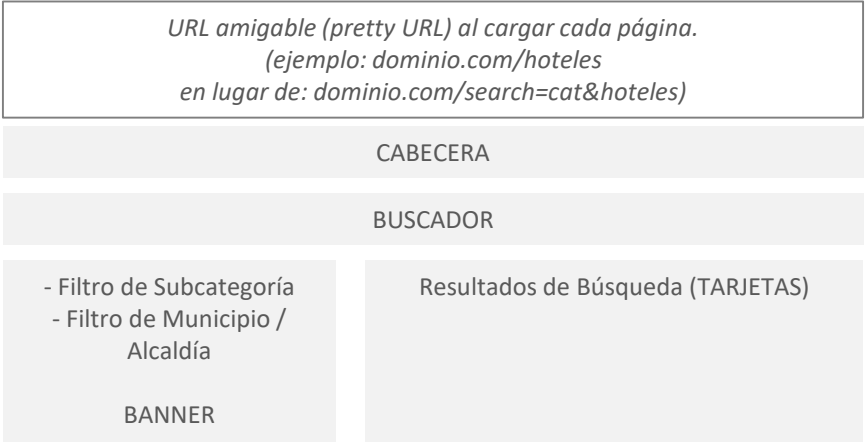 URL amigable (pretty URL) al cargar cada página.
(ejemplo: dominio.com/hoteles
en lugar de: dominio.com/search=cat&hoteles)
CABECERA
BUSCADOR
- Filtro de Subcategoría
- Filtro de Municipio /
Alcaldía
BANNER
Resultados de Búsqueda (TARJETAS)